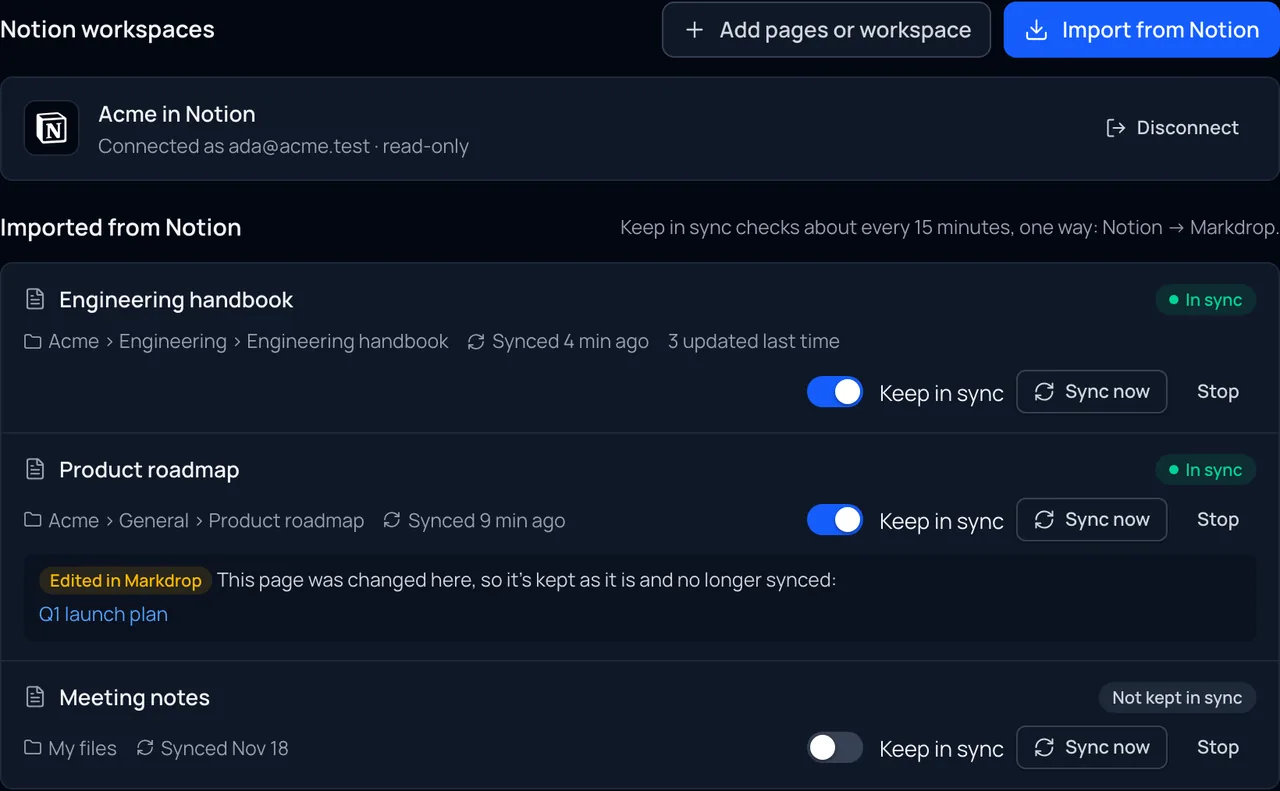 Notion workspaces
Add pages or workspace
Import from Notion
Acme in Notion
Connected as ada@acme.test · read-only
Disconnect
Imported from Notion
Keep in sync checks about every 15 minutes, one way: Notion → Markdrop.
Engineering handbook
In sync
Acme › Engineering › Engineering handbook
Synced 4 min ago
3 updated last time
Keep in sync
Sync now
Stop
Product roadmap
In sync
Acme › General › Product roadmap
Synced 9 min ago
Keep in sync
Sync now
Stop
Edited in Markdrop This page was changed here, so it's kept as it is and no longer synced:
Q1 launch plan
Meeting notes
Not kept in sync
My files
Synced Nov 18
Keep in sync
Sync now
Stop